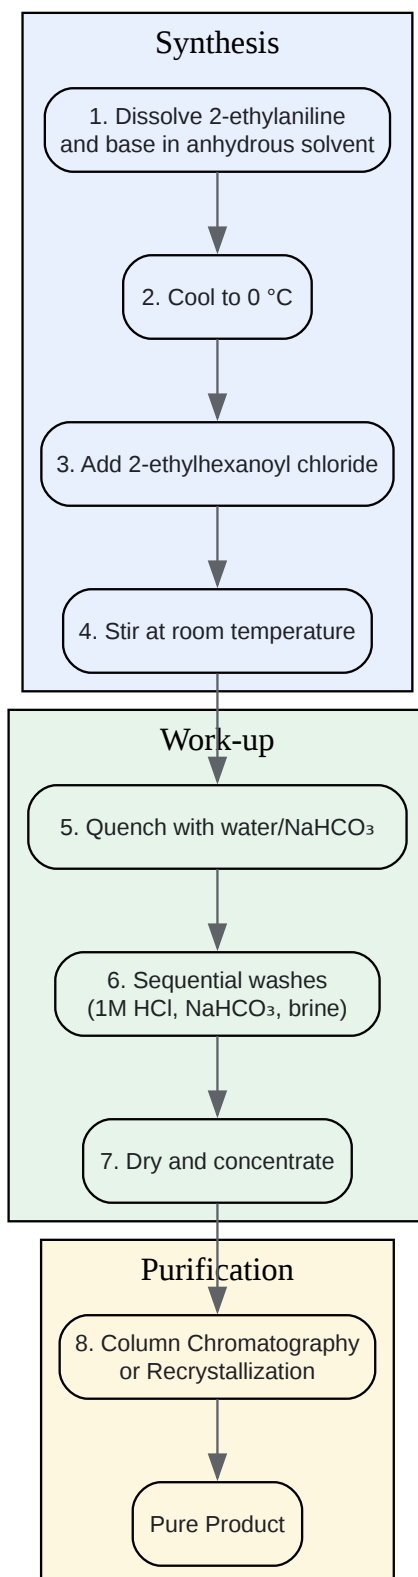 Synthesis
1. Dissolve 2-ethylaniline
and base in anhydrous solvent
2. Cool to 0 °C
3. Add 2-ethylhexanoyl chloride
4. Stir at room temperature
Work-up
5. Quench with water/NaHCO₃
6. Sequential washes
(1M HCl, NaHCO₃, brine)
7. Dry and concentrate
Purification
8. Column Chromatography
or Recrystallization
Pure Product